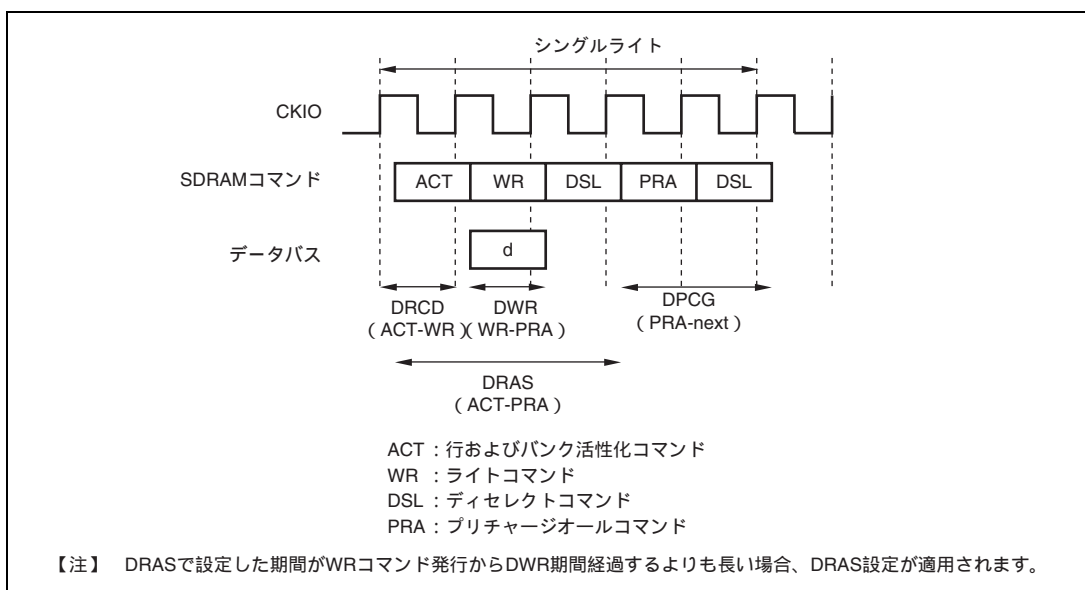 シングルライト
CKIO
SDRAMコマンド
ACT WR DSL PRA DSL
データバス
d
DRCD DWR DPCG
（ACT-WR）（WR-PRA） （PRA-next）
DRAS
（ACT-PRA）
ACT ：行およびバンク活性化コマンド
WR ：ライトコマンド
DSL ：ディセレクトコマンド
PRA ：プリチャージオールコマンド
【注】 DRASで設定した期間がWRコマンド発行からDWR期間経過するよりも長い場合、DRAS設定が適用されます。